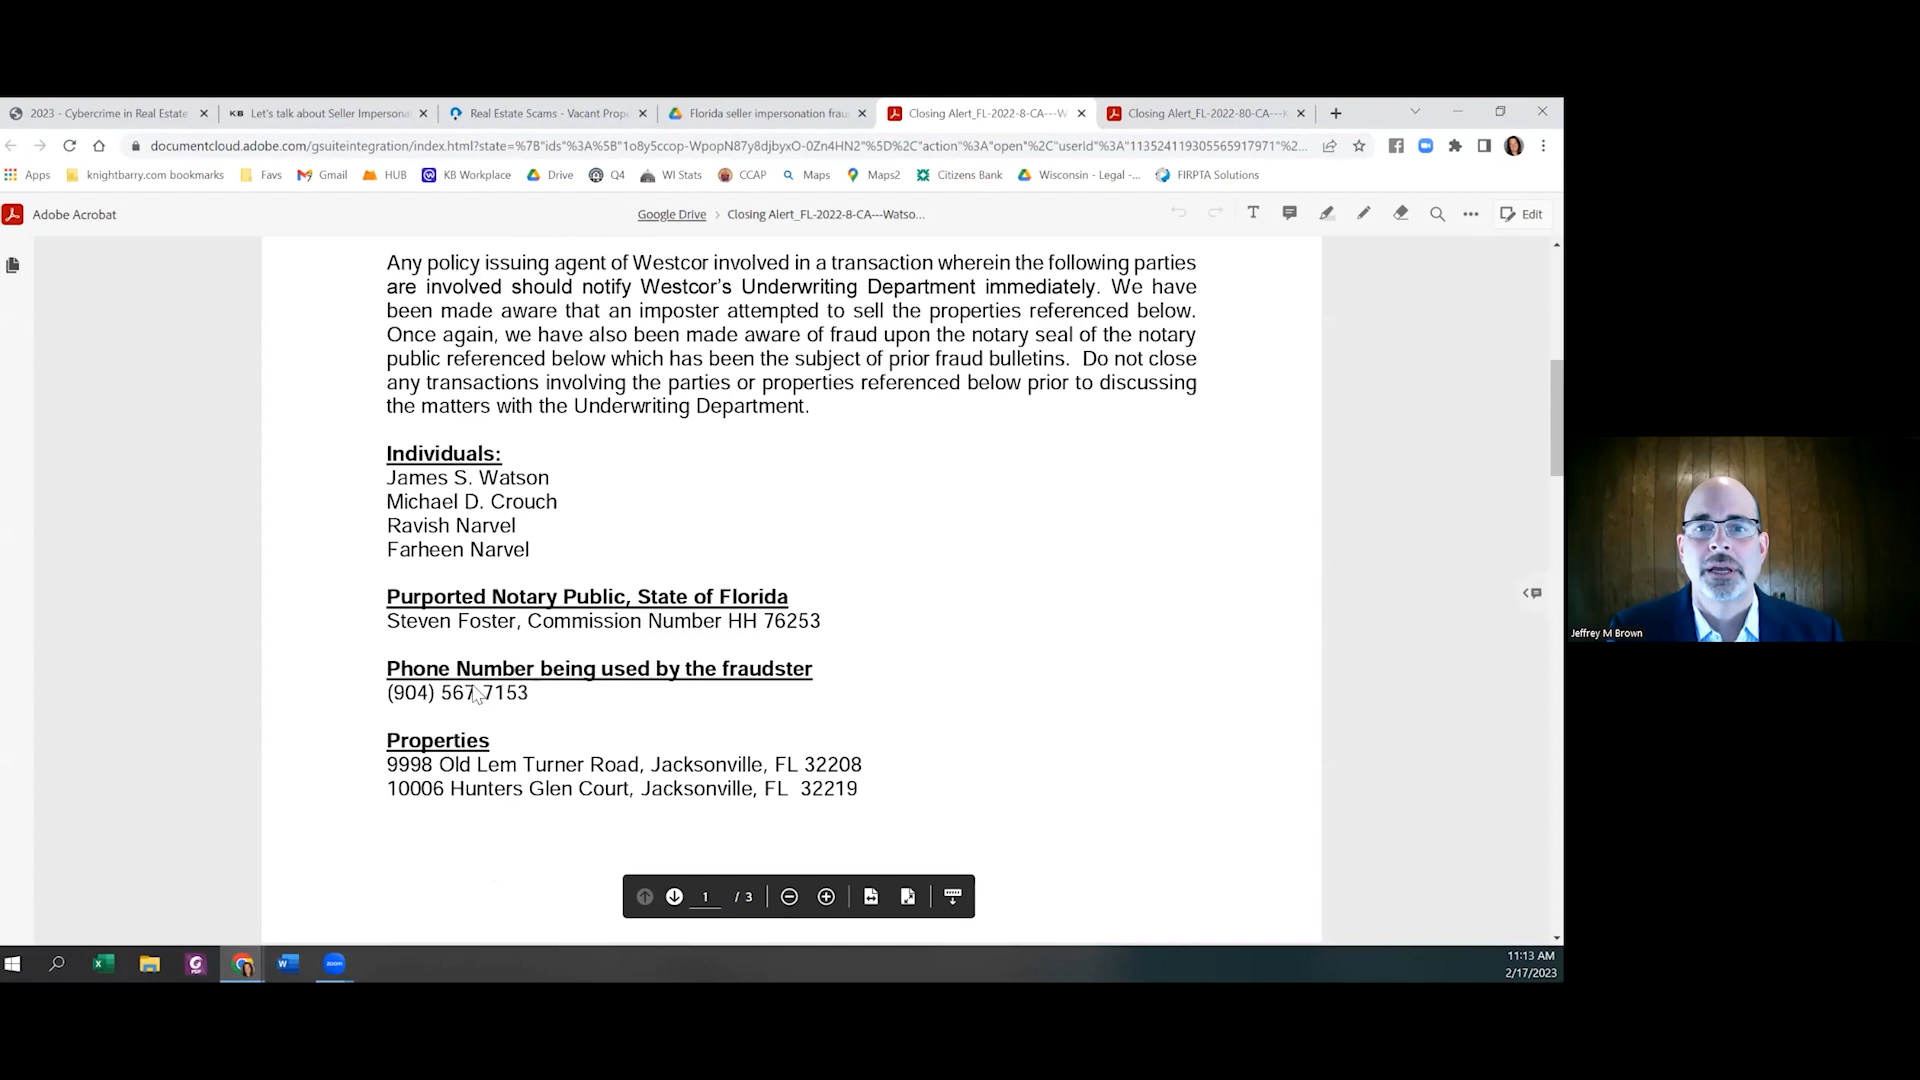 2023 - Cybercrime in Real Estate
KB Let's talk about Seller Impersona
Real Estate Scams - Vacant Prop
Florida seller impersonation frau
Closing Alert_FL-2022-8-CA---W
Closing Alert_FL-2022-80-CA---
documentcloud.adobe.com/gsuiteintegration/index.html?state=%7B"ids"%3A%5B"1o8y5ccop-WpopN87y8djbyxO-0Zn4HN2"%5D%2C"action"%3A"open"%2C"userId"%3A"113524119305565917971"%2...
Apps
knightbarry.com bookmarks
Favs
Gmail
HUB
KB Workplace
Drive
Q4
WI Stats
CCAP
Maps
Maps2
Citizens Bank
Wisconsin - Legal -...
FIRPTA Solutions
Adobe Acrobat
Google Drive > Closing Alert_FL-2022-8-CA---Watso...
Edit
Any policy issuing agent of Westcor involved in a transaction wherein the following parties
are involved should notify Westcor's Underwriting Department immediately. We have
been made aware that an imposter attempted to sell the properties referenced below.
Once again, we have also been made aware of fraud upon the notary seal of the notary
public referenced below which has been the subject of prior fraud bulletins. Do not close
any transactions involving the parties or properties referenced below prior to discussing
the matters with the Underwriting Department.
Individuals:
James S. Watson
Michael D. Crouch
Ravish Narvel
Farheen Narvel
Purported Notary Public, State of Florida
Steven Foster, Commission Number HH 76253
Phone Number being used by the fraudster
(904) 567-7153
Properties
9998 Old Lem Turner Road, Jacksonville, FL 32208
10006 Hunters Glen Court, Jacksonville, FL 32219
1 / 3
11:13 AM
2/17/2023
Jeffrey M Brown